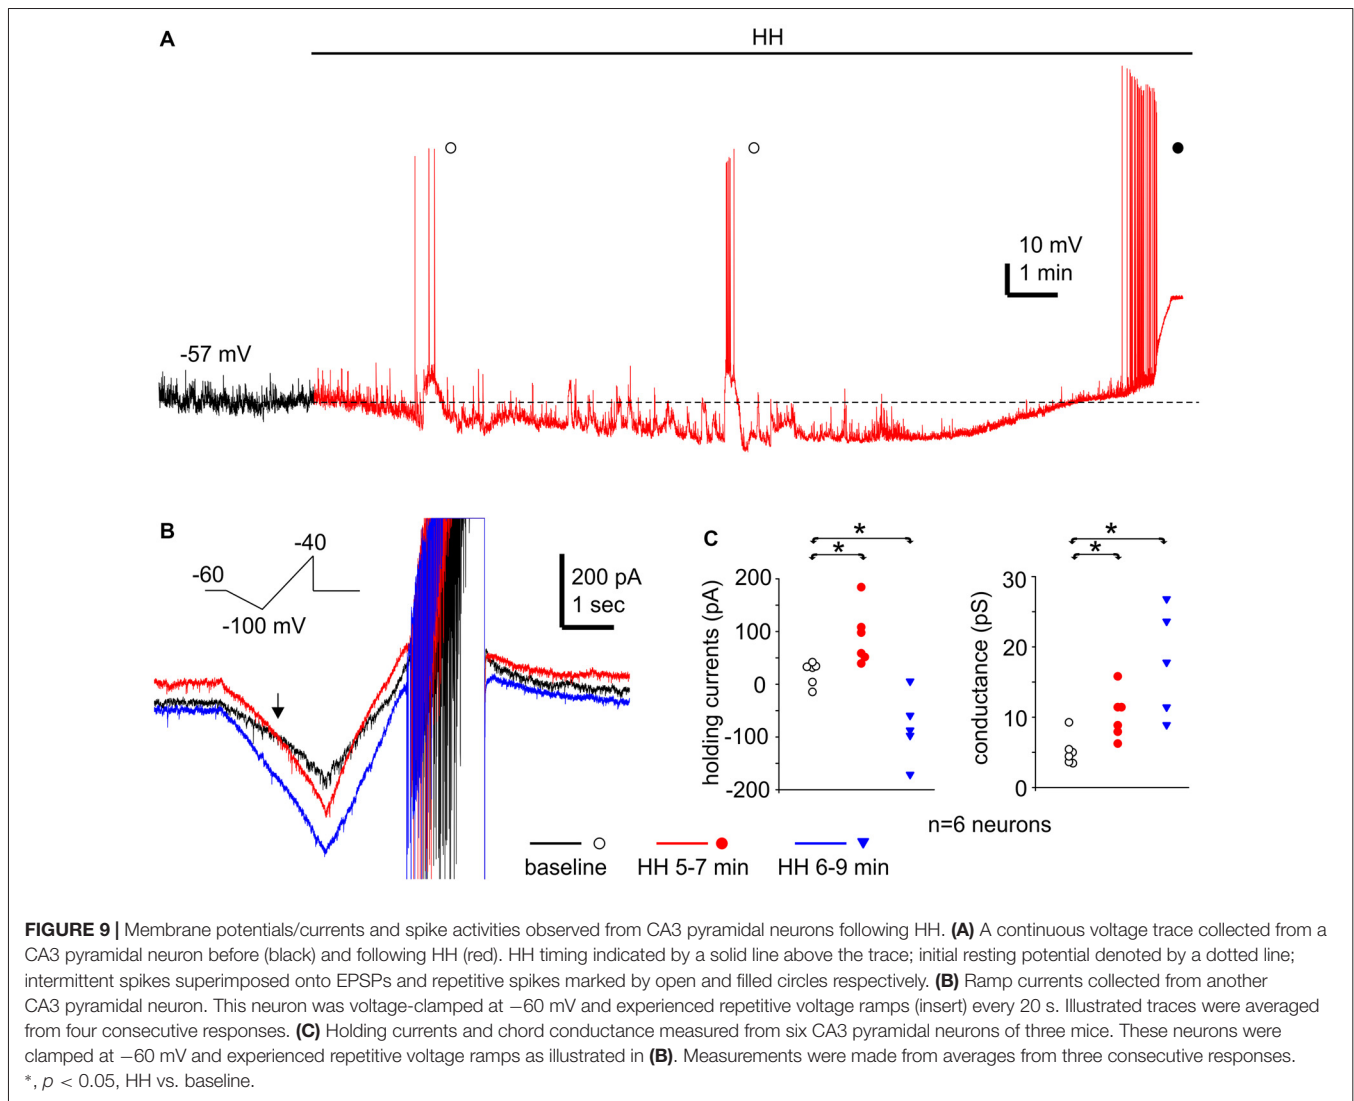 A
HH
10 mV
1 min
-57 mV
B
-40
-60
-100 mV
200 pA
1 sec
C
*
*
holding currents (pA)
200
100
0
-100
-200
*
*
conductance (pS)
30
20
10
0
n=6 neurons
baseline
HH 5-7 min
HH 6-9 min
FIGURE 9 | Membrane potentials/currents and spike activities observed from CA3 pyramidal neurons following HH. (A) A continuous voltage trace collected from a
CA3 pyramidal neuron before (black) and following HH (red). HH timing indicated by a solid line above the trace; initial resting potential denoted by a dotted line;
intermittent spikes superimposed onto EPSPs and repetitive spikes marked by open and filled circles respectively. (B) Ramp currents collected from another
CA3 pyramidal neuron. This neuron was voltage-clamped at −60 mV and experienced repetitive voltage ramps (insert) every 20 s. Illustrated traces were averaged
from four consecutive responses. (C) Holding currents and chord conductance measured from six CA3 pyramidal neurons of three mice. These neurons were
clamped at −60 mV and experienced repetitive voltage ramps as illustrated in (B). Measurements were made from averages from three consecutive responses.
*, p < 0.05, HH vs. baseline.